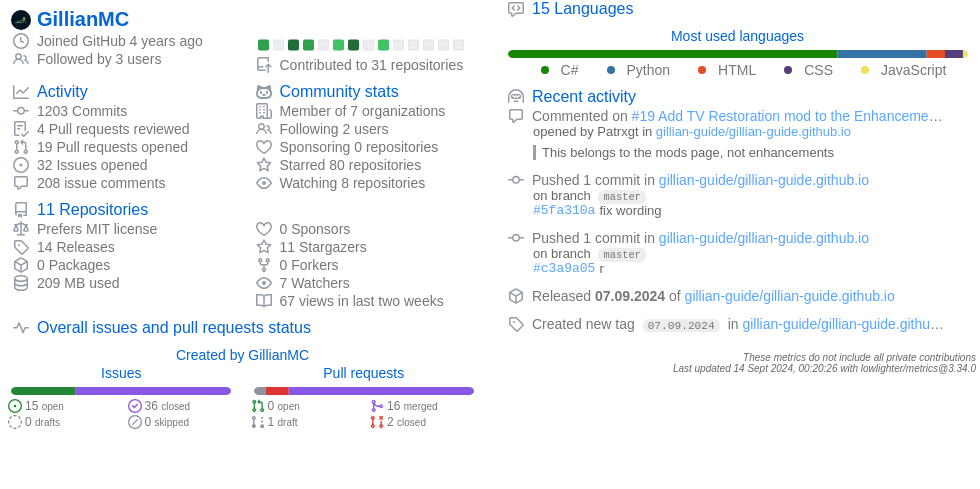 GillianMC
Joined GitHub 4 years ago
Followed by 3 users
Contributed to 31 repositories
Activity
1203 Commits
4 Pull requests reviewed
19 Pull requests opened
32 Issues opened
208 issue comments
Community stats
Member of 7 organizations
Following 2 users
Sponsoring 0 repositories
Starred 80 repositories
Watching 8 repositories
11 Repositories
Prefers MIT license
14 Releases
0 Packages
209 MB used
0 Sponsors
11 Stargazers
0 Forkers
7 Watchers
67 views in last two weeks
Overall issues and pull requests status
Created by GillianMC
Issues
15 open
36 closed
0 drafts
0 skipped
Pull requests
0 open
16 merged
1 draft
2 closed
15 Languages
Most used languages
C# Python HTML CSS JavaScript
Recent activity
Commented on #19 Add TV Restoration mod to the Enhanceme…
opened by Patrxgt in gillian-guide/gillian-guide.github.io
This belongs to the mods page, not enhancements
Pushed 1 commit in gillian-guide/gillian-guide.github.io
on branch master
#5fa310a fix wording
Pushed 1 commit in gillian-guide/gillian-guide.github.io
on branch master
#c3a9a05 r
Released 07.09.2024 of gillian-guide/gillian-guide.github.io
Created new tag 07.09.2024 in gillian-guide/gillian-guide.githu…
These metrics do not include all private contributions
Last updated 14 Sept 2024, 00:20:26 with lowlighter/metrics@3.34.0